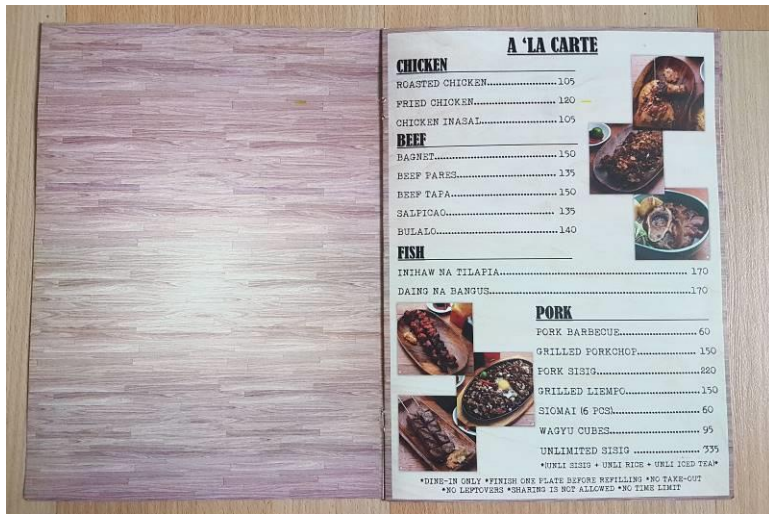 A 'LA CARTE
CHICKEN
ROASTED CHICKEN..........................105
FRIED CHICKEN..........................120
CHICKEN INASAL..........................105
BEEF
BAGNET..........................150
BEEF PARES..........................135
BEEF TAPA..........................150
SALPICAO..........................135
BULALO..........................140
FISH
INIHAW NA TILAPIA..........................170
DAING NA BANGUS..........................170
PORK
PORK BARBECUE..........................60
GRILLED PORKCHOP..........................150
PORK SISIG..........................220
GRILLED LIEMPO..........................150
SIOMAI (6 PCS)..........................60
WAGYU CUBES..........................95
UNLIMITED SISIG ..........................335
*(UNLI SISIG + UNLI RICE + UNLI ICED TEA)*
*DINE-IN ONLY *FINISH ONE PLATE BEFORE REFILLING *NO TAKE-OUT
*NO LEFTOVERS *SHARING IS NOT ALLOWED *NO TIME LIMIT